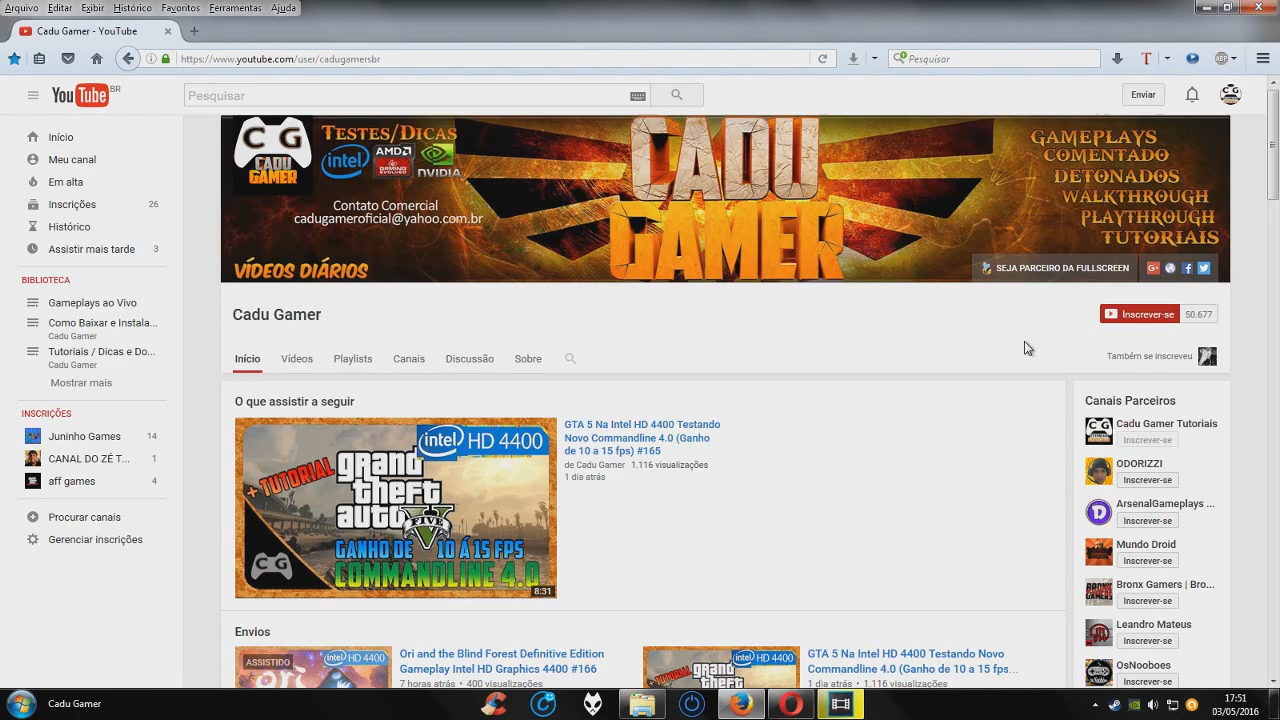 Arquivo Editar Exibir Histórico Favoritos Ferramentas Ajuda
Cadu Gamer - YouTube
https://www.youtube.com/user/cadugamersbr
Pesquisar
YouTube BR
Pesquisar
Enviar
Início
Meu canal
Em alta
Inscrições 26
Histórico
Assistir mais tarde 3
BIBLIOTECA
Gameplays ao Vivo
Como Baixar e Instala...
Cadu Gamer
Tutoriais / Dicas e Do...
Cadu Gamer
Mostrar mais
INSCRIÇÕES
Juninho Games 14
CANAL DO ZÉ T... 1
aff games 4
Procurar canais
Gerenciar inscrições
CG
CADU
GAMER
TESTES/DICAS
intel AMD GAMING EVOLVED NVIDIA
Contato Comercial
cadugameroficial@yahoo.com.br
VÍDEOS DIÁRIOS
CADU
GAMER
GAMEPLAYS
COMENTADO
DETONADOS
WALKTHROUGH
PLAYTHROUGH
TUTORIAIS
SEJA PARCEIRO DA FULLSCREEN
Cadu Gamer
Inscrever-se 50.677
Início Vídeos Playlists Canais Discussão Sobre
Também se inscreveu
O que assistir a seguir
intel HD 4400
+ TUTORIAL
grand
theft
auto
FIVE
GANHO DE 10 Á 15 FPS
COMMANDLINE 4.0
8:31
GTA 5 Na Intel HD 4400 Testando
Novo Commandline 4.0 (Ganho
de 10 a 15 fps) #165
de Cadu Gamer 1.116 visualizações
1 dia atrás
Envios
ASSISTIDO
intel HD 4400
Ori and the Blind Forest Definitive Edition
Gameplay Intel HD Graphics 4400 #166
7 horas atrás • 400 visualizações
intel HD 4400
grand
GTA 5 Na Intel HD 4400 Testando Novo
Commandline 4.0 (Ganho de 10 a 15 fps...
1 dia atrás • 1.116 visualizações
Canais Parceiros
Cadu Gamer Tutoriais
Inscrever-se
ODORIZZI
Inscrever-se
ArsenalGameplays ...
Inscrever-se
Mundo Droid
Inscrever-se
Bronx Gamers | Bro...
Inscrever-se
Leandro Mateus
Inscrever-se
OsNooboes
Inscrever-se
Cadu Gamer
17:51
03/05/2016